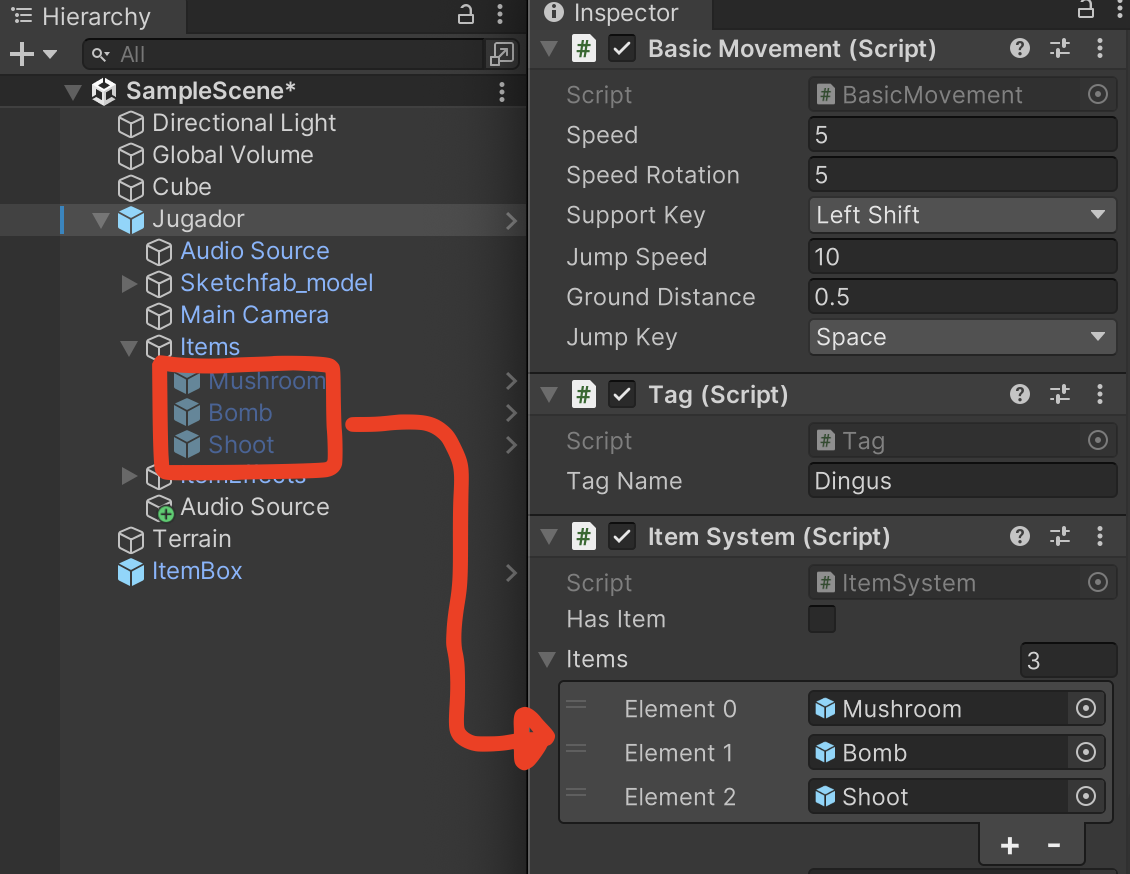 Hierarchy
All
SampleScene*
Directional Light
Global Volume
Cube
Jugador
Audio Source
Sketchfab_model
Main Camera
Items
Mushroom
Bomb
Shoot
ItemEffects
Audio Source
Terrain
ItemBox
Inspector
Basic Movement (Script)
Script BasicMovement
Speed 5
Speed Rotation 5
Support Key Left Shift
Jump Speed 10
Ground Distance 0.5
Jump Key Space
Tag (Script)
Script Tag
Tag Name Dingus
Item System (Script)
Script ItemSystem
Has Item
Items 3
Element 0 Mushroom
Element 1 Bomb
Element 2 Shoot